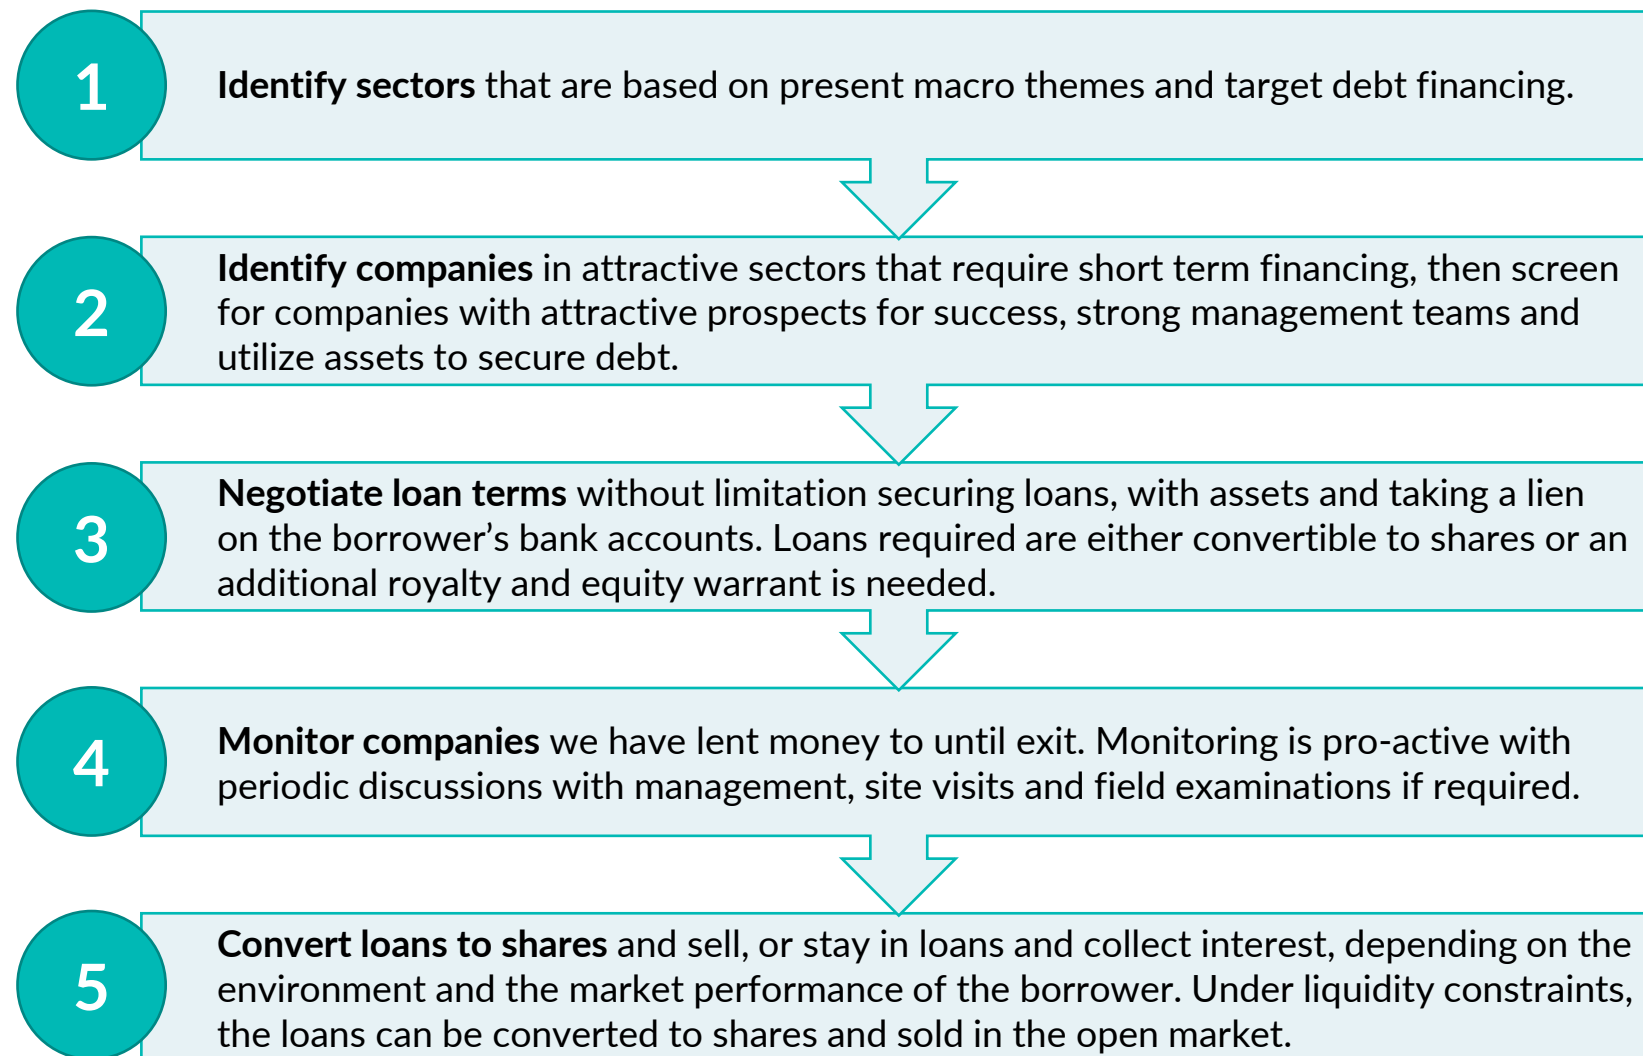 1
Identify sectors that are based on present macro themes and target debt financing.
2
Identify companies in attractive sectors that require short term financing, then screen
for companies with attractive prospects for success, strong management teams and
utilize assets to secure debt.
3
Negotiate loan terms without limitation securing loans, with assets and taking a lien
on the borrower’s bank accounts. Loans required are either convertible to shares or an
additional royalty and equity warrant is needed.
4
Monitor companies we have lent money to until exit. Monitoring is pro-active with
periodic discussions with management, site visits and field examinations if required.
5
Convert loans to shares and sell, or stay in loans and collect interest, depending on the
environment and the market performance of the borrower. Under liquidity constraints,
the loans can be converted to shares and sold in the open market.